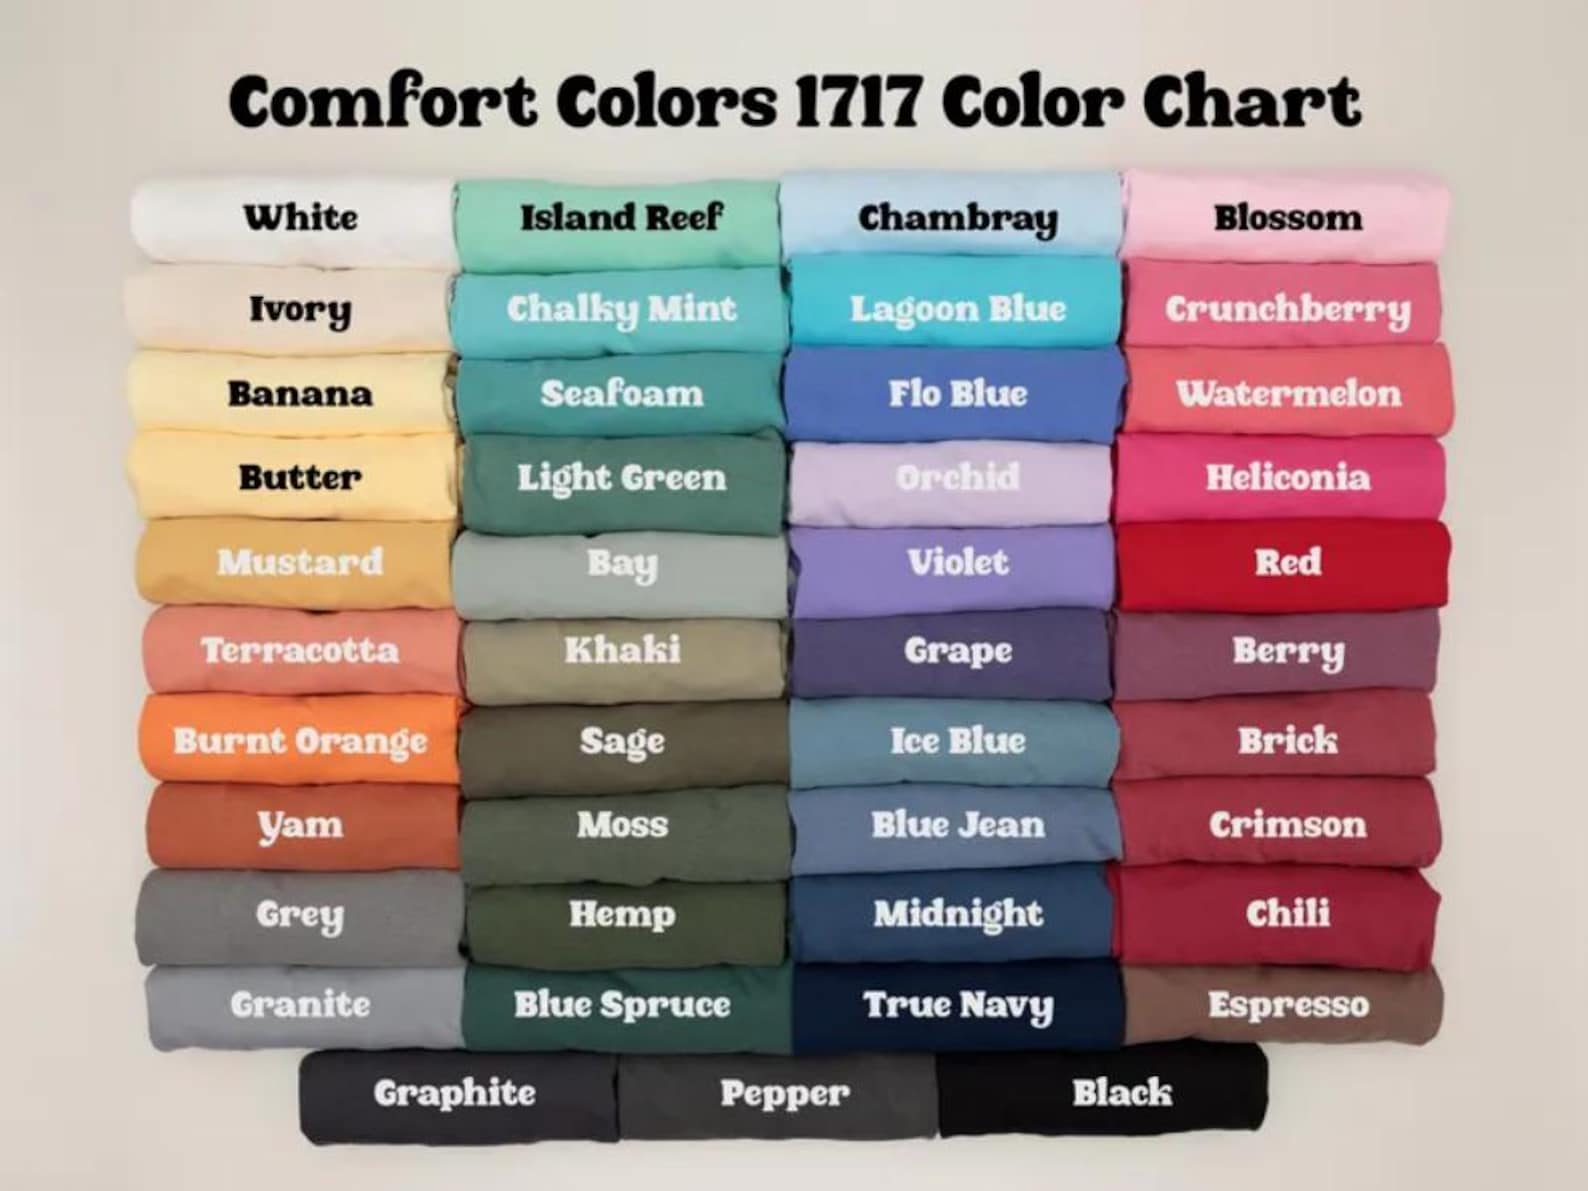 Comfort Colors 1717 Color Chart
White
Island Reef
Chambray
Blossom
Ivory
Chalky Mint
Lagoon Blue
Crunchberry
Banana
Seafoam
Flo Blue
Watermelon
Butter
Light Green
Orchid
Heliconia
Mustard
Bay
Violet
Red
Terracotta
Khaki
Grape
Berry
Burnt Orange
Sage
Ice Blue
Brick
Yam
Moss
Blue Jean
Crimson
Grey
Hemp
Midnight
Chili
Granite
Blue Spruce
True Navy
Espresso
Graphite
Pepper
Black